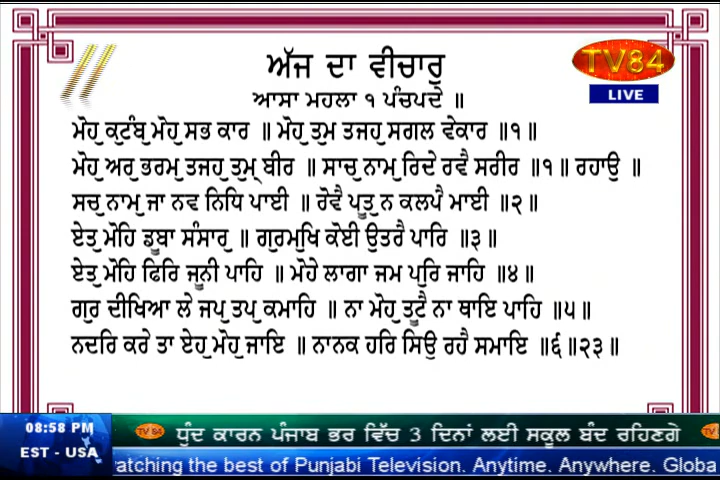 ਅੱਜ ਦਾ ਵੀਚਾਰੁ
TV84
LIVE
ਆਸਾ ਮਹਲਾ ੧ ਪੰਚਪਦੇ ॥
ਮੋਹੁ ਕੁਟੰਬੁ ਮੋਹੁ ਸਭ ਕਾਰ ॥ ਮੋਹੁ ਤੁਮ ਤਜਹੁ ਸਗਲ ਵੇਕਾਰ ॥੧॥
ਮੋਹੁ ਅਰੁ ਭਰਮੁ ਤਜਹੁ ਤੁਮ੍ ਬੀਰ ॥ ਸਾਚੁ ਨਾਮੁ ਰਿਦੇ ਰਵੈ ਸਰੀਰ ॥੧॥ ਰਹਾਉ ॥
ਸਚੁ ਨਾਮੁ ਜਾ ਨਵ ਨਿਧਿ ਪਾਈ ॥ ਰੋਵੈ ਪੂਤੁ ਨ ਕਲਪੈ ਮਾਈ ॥੨॥
ਏਤੁ ਮੋਹਿ ਡੂਬਾ ਸੰਸਾਰੁ ॥ ਗੁਰਮੁਖਿ ਕੋਈ ਉਤਰੈ ਪਾਰਿ ॥੩॥
ਏਤੁ ਮੋਹਿ ਫਿਰਿ ਜੂਨੀ ਪਾਹਿ ॥ ਮੋਹੇ ਲਾਗਾ ਜਮ ਪੁਰਿ ਜਾਹਿ ॥੪॥
ਗੁਰ ਦੀਖਿਆ ਲੇ ਜਪੁ ਤਪੁ ਕਮਾਹਿ ॥ ਨਾ ਮੋਹੁ ਤੂਟੈ ਨਾ ਥਾਇ ਪਾਹਿ ॥੫॥
ਨਦਰਿ ਕਰੇ ਤਾ ਏਹੁ ਮੋਹੁ ਜਾਇ ॥ ਨਾਨਕ ਹਰਿ ਸਿਉ ਰਹੈ ਸਮਾਇ ॥੬॥੨੩॥
08:58 PM
EST - USA
TV84 ਧੁੰਦ ਕਾਰਨ ਪੰਜਾਬ ਭਰ ਵਿੱਚ 3 ਦਿਨਾਂ ਲਈ ਸਕੂਲ ਬੰਦ ਰਹਿਣਗੇ
atching the best of Punjabi Television. Anytime. Anywhere. Globa